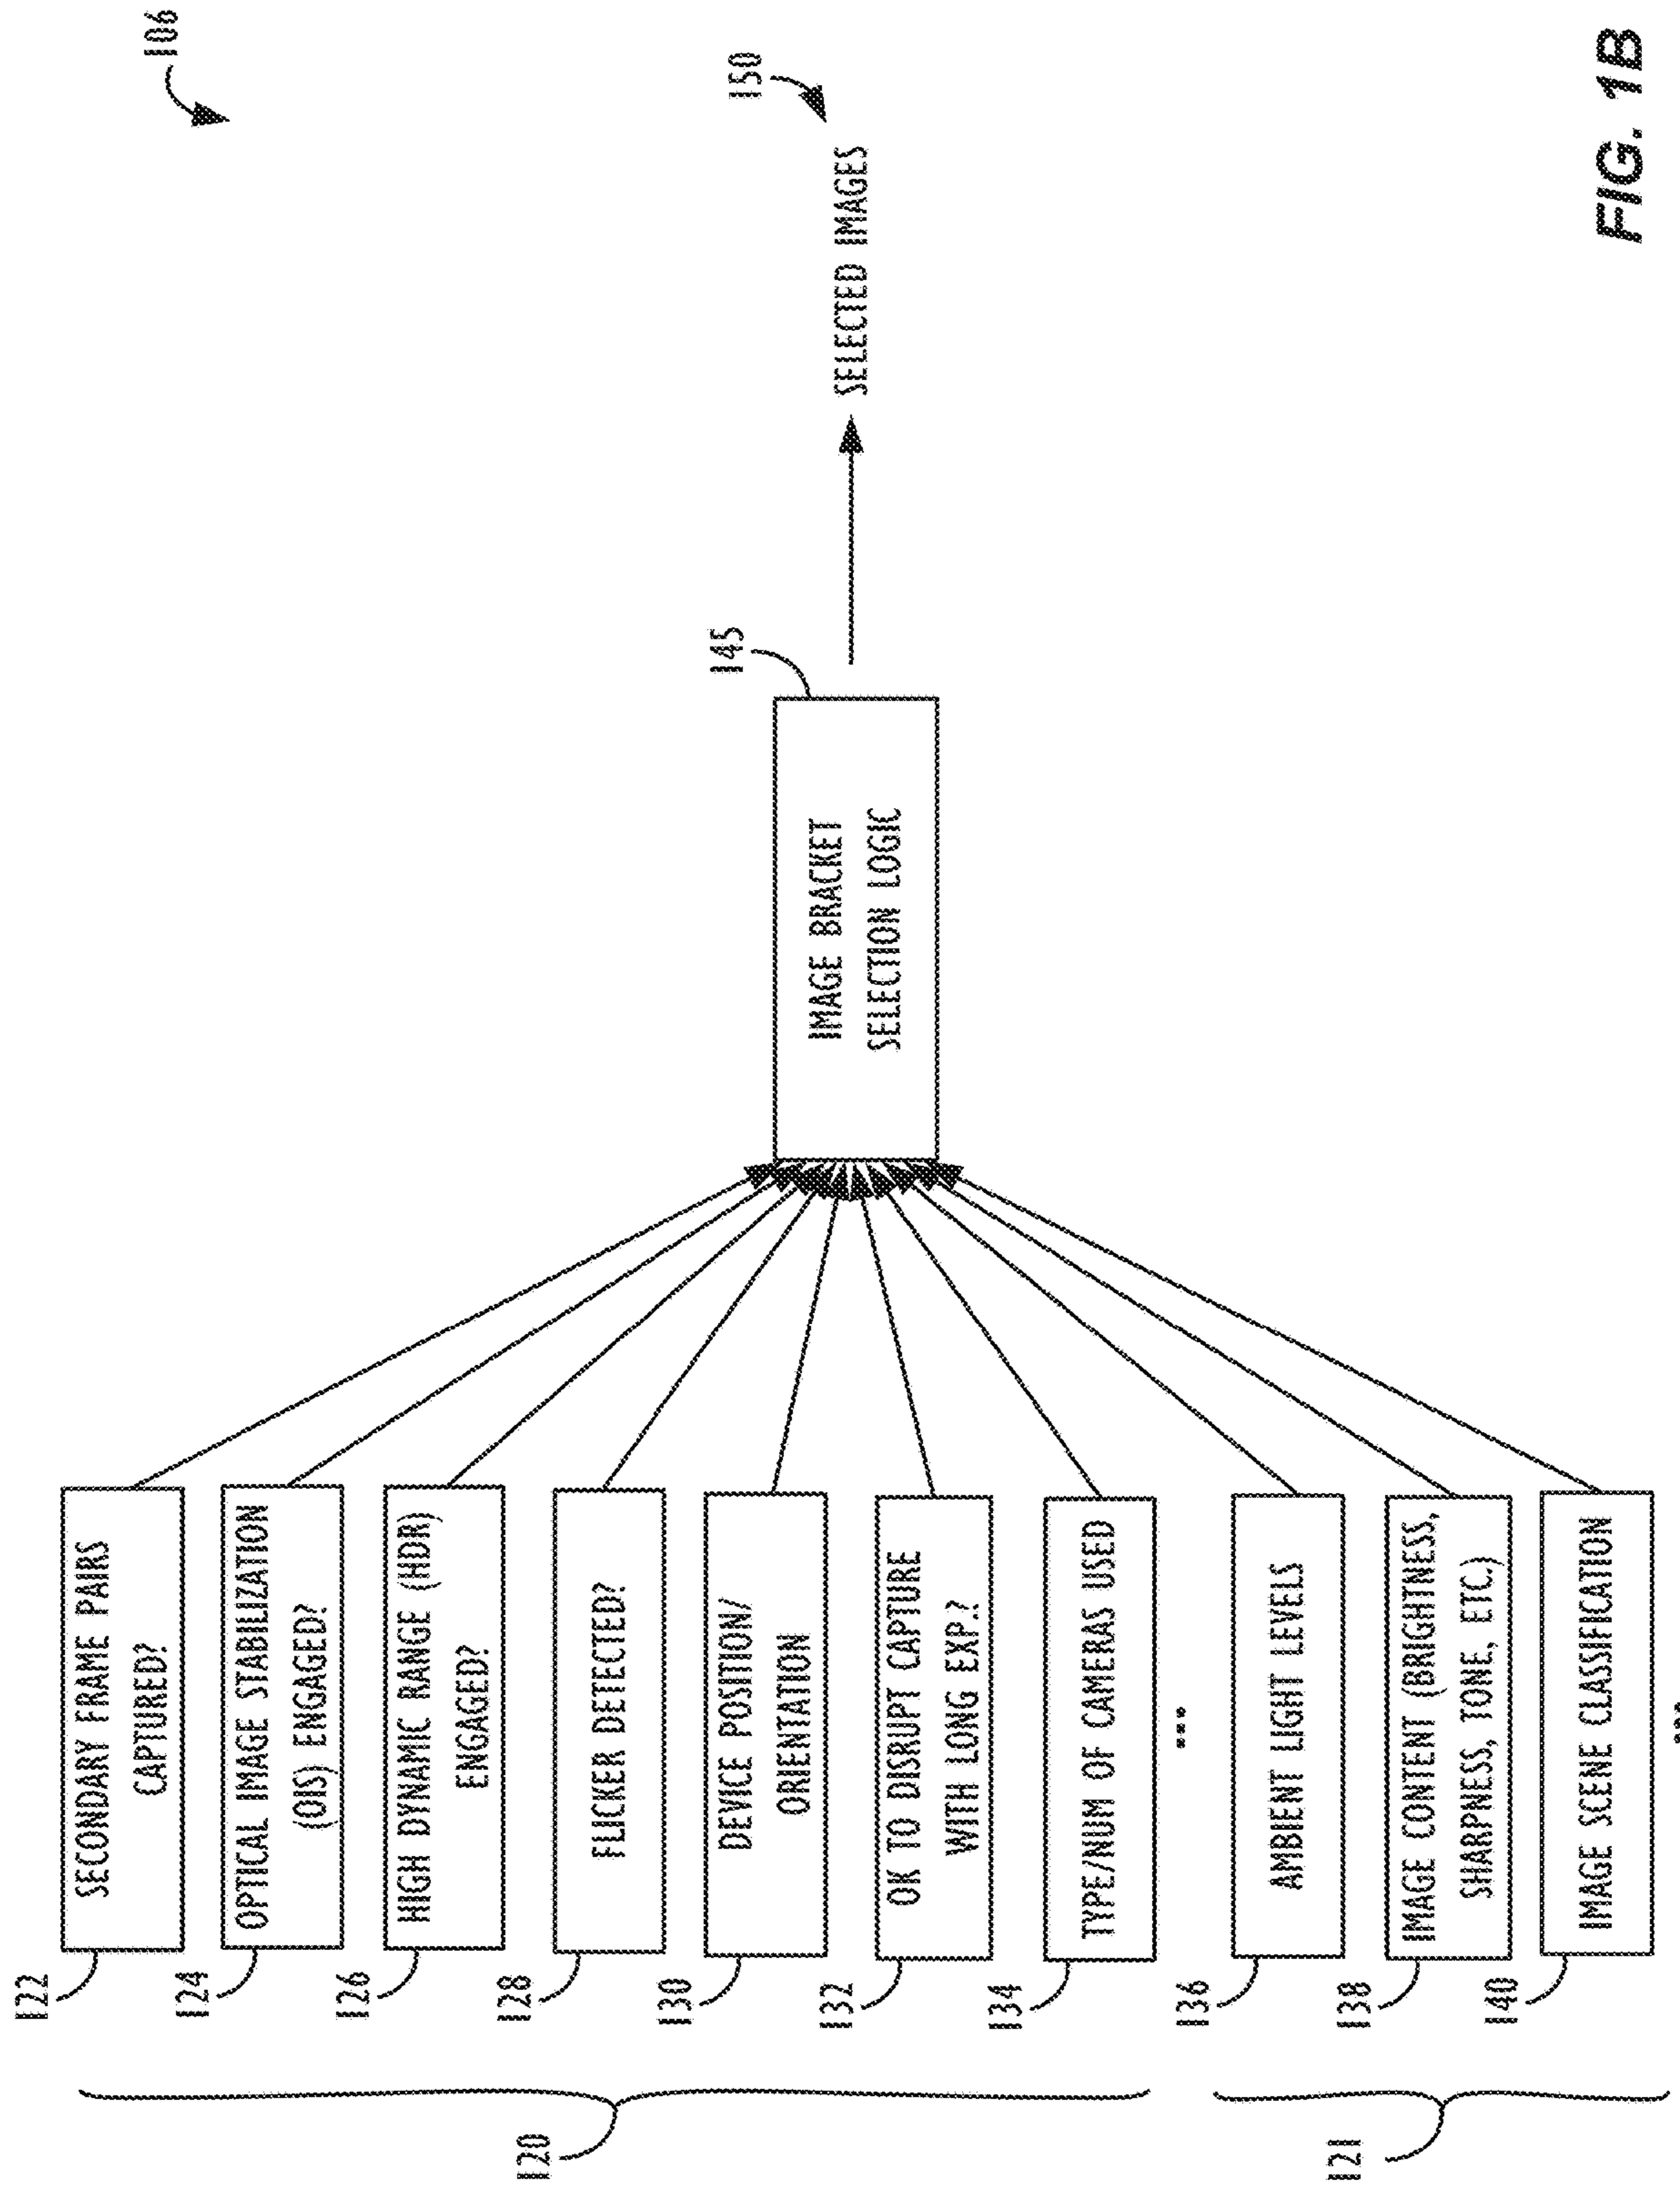 106
122
SECONDARY FRAME PAIRS
CAPTURED?
124
OPTICAL IMAGE STABILIZATION
(OIS) ENGAGED?
126
HIGH DYNAMIC RANGE (HDR)
ENGAGED?
128
FLICKER DETECTED?
130
DEVICE POSITION/
ORIENTATION
132
OK TO DISRUPT CAPTURE
WITH LONG EXP.?
134
TYPE/NUM OF CAMERAS USED
...
120
136
AMBIENT LIGHT LEVELS
138
IMAGE CONTENT (BRIGHTNESS,
SHARPNESS, TONE, ETC.)
140
IMAGE SCENE CLASSIFICATION
...
121
145
IMAGE BRACKET
SELECTION LOGIC
150
SELECTED IMAGES
FIG. 1B